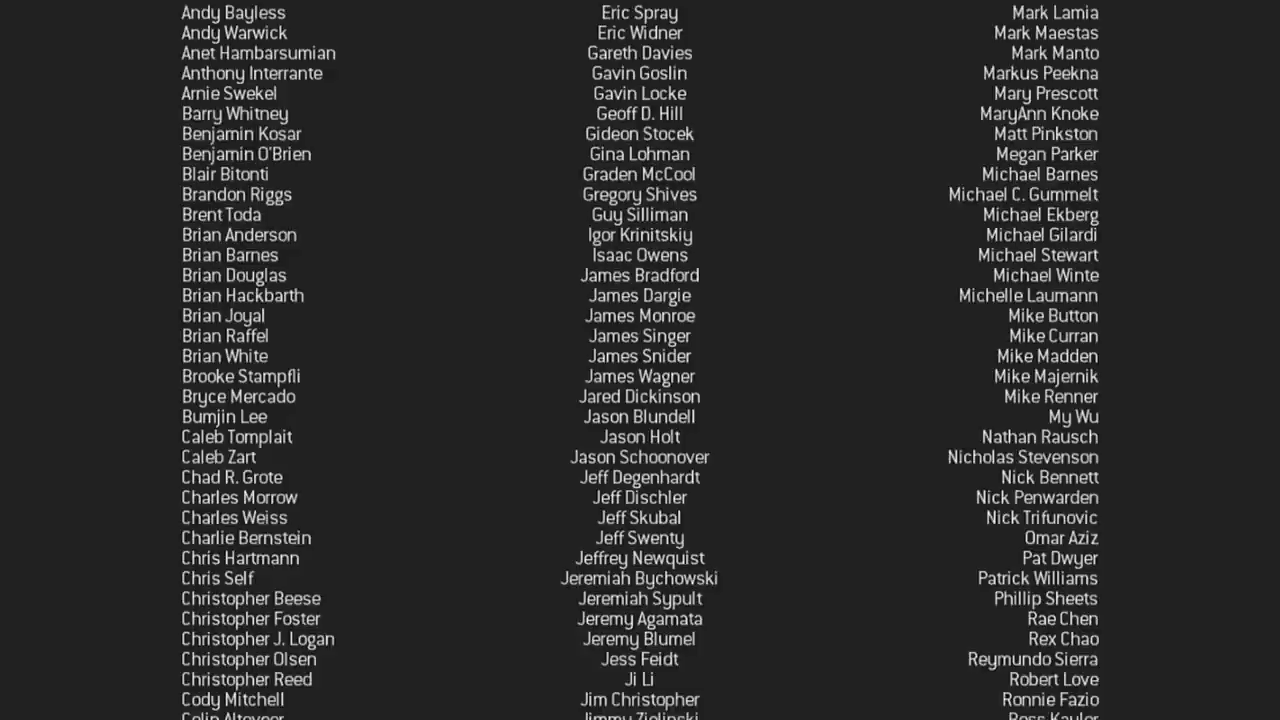 Andy Bayless
Andy Warwick
Anet Hambarsumian
Anthony Interrante
Arnie Swekel
Barry Whitney
Benjamin Kosar
Benjamin O'Brien
Blair Bitonti
Brandon Riggs
Brent Toda
Brian Anderson
Brian Barnes
Brian Douglas
Brian Hackbarth
Brian Joyal
Brian Raffel
Brian White
Brooke Stampfli
Bryce Mercado
Bumjin Lee
Caleb Tomplait
Caleb Zart
Chad R. Grote
Charles Morrow
Charles Weiss
Charlie Bernstein
Chris Hartmann
Chris Self
Christopher Beese
Christopher Foster
Christopher J. Logan
Christopher Olsen
Christopher Reed
Cody Mitchell
Eric Spray
Eric Widner
Gareth Davies
Gavin Goslin
Gavin Locke
Geoff D. Hill
Gideon Stocek
Gina Lohman
Graden McCool
Gregory Shives
Guy Silliman
Igor Krinitskiy
Isaac Owens
James Bradford
James Dargie
James Monroe
James Singer
James Snider
James Wagner
Jared Dickinson
Jason Blundell
Jason Holt
Jason Schoonover
Jeff Degenhardt
Jeff Dischler
Jeff Skubal
Jeff Swenty
Jeffrey Newquist
Jeremiah Bychowski
Jeremiah Sypult
Jeremy Agamata
Jeremy Blumel
Jess Feidt
Ji Li
Jim Christopher
Mark Lamia
Mark Maestas
Mark Manto
Markus Peekna
Mary Prescott
MaryAnn Knoke
Matt Pinkston
Megan Parker
Michael Barnes
Michael C. Gummelt
Michael Ekberg
Michael Gilardi
Michael Stewart
Michael Winte
Michelle Laumann
Mike Button
Mike Curran
Mike Madden
Mike Majernik
Mike Renner
My Wu
Nathan Rausch
Nicholas Stevenson
Nick Bennett
Nick Penwarden
Nick Trifunovic
Omar Aziz
Pat Dwyer
Patrick Williams
Phillip Sheets
Rae Chen
Rex Chao
Reymundo Sierra
Robert Love
Ronnie Fazio